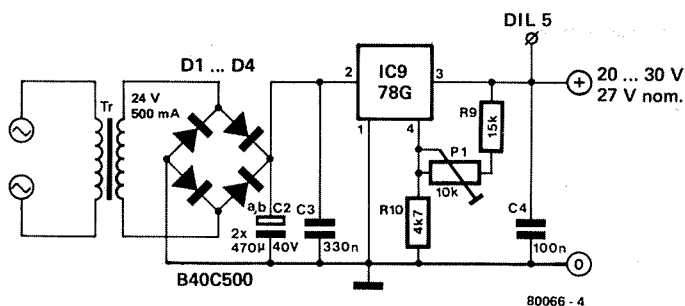 DIL 5
D1 ... D4
2
IC9
78G
3
20 ... 30 V
27 V nom.
Tr
24 V
500 mA
1
4
R9
15k
P1
10k
a,b C2
C3
R10
4k7
C4
2x
470µ
40V
330n
100n
0
B40C500
80066 - 4
+